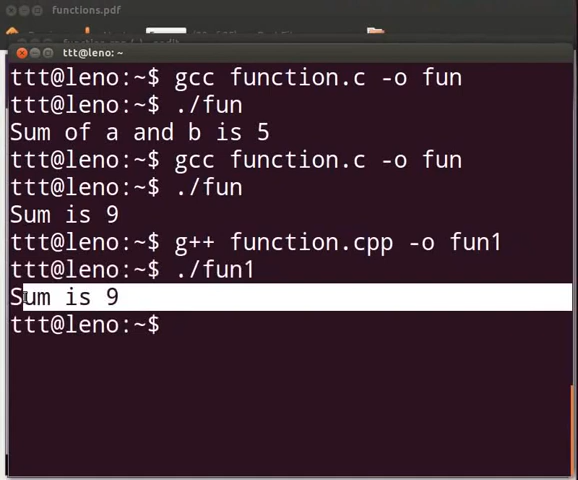 functions.pdf
ttt@leno: ~
ttt@leno:~$ gcc function.c -o fun
ttt@leno:~$ ./fun
Sum of a and b is 5
ttt@leno:~$ gcc function.c -o fun
ttt@leno:~$ ./fun
Sum is 9
ttt@leno:~$ g++ function.cpp -o fun1
ttt@leno:~$ ./fun1
Sum is 9
ttt@leno:~$